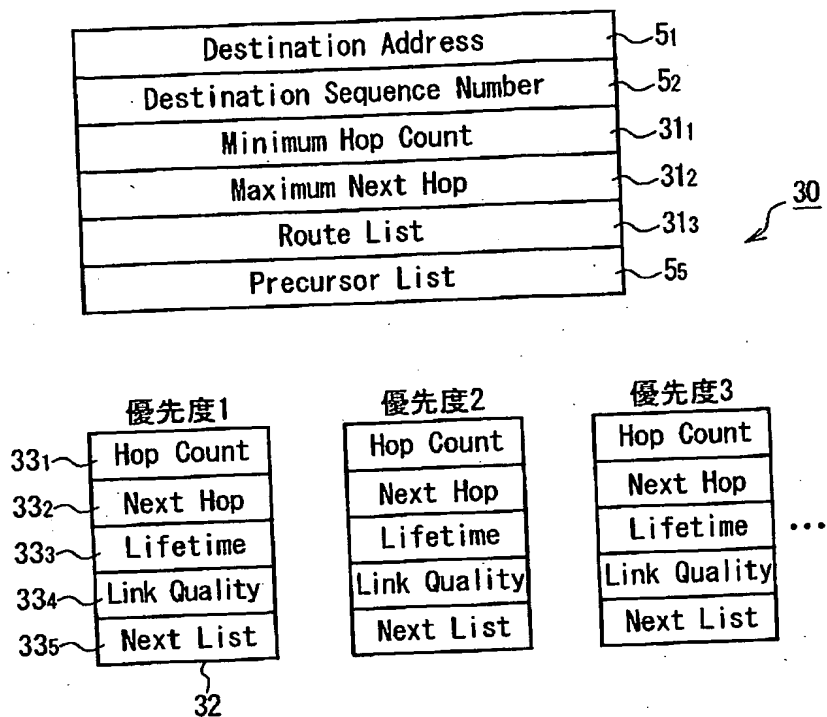 Destination Address 5₁
Destination Sequence Number 5₂
Minimum Hop Count 31₁
Maximum Next Hop 31₂
Route List 31₃
Precursor List 5₅
30
優先度1 優先度2 優先度3
33₁ Hop Count Hop Count Hop Count
33₂ Next Hop Next Hop Next Hop
33₃ Lifetime Lifetime Lifetime ...
33₄ Link Quality Link Quality Link Quality
33₅ Next List Next List Next List
32